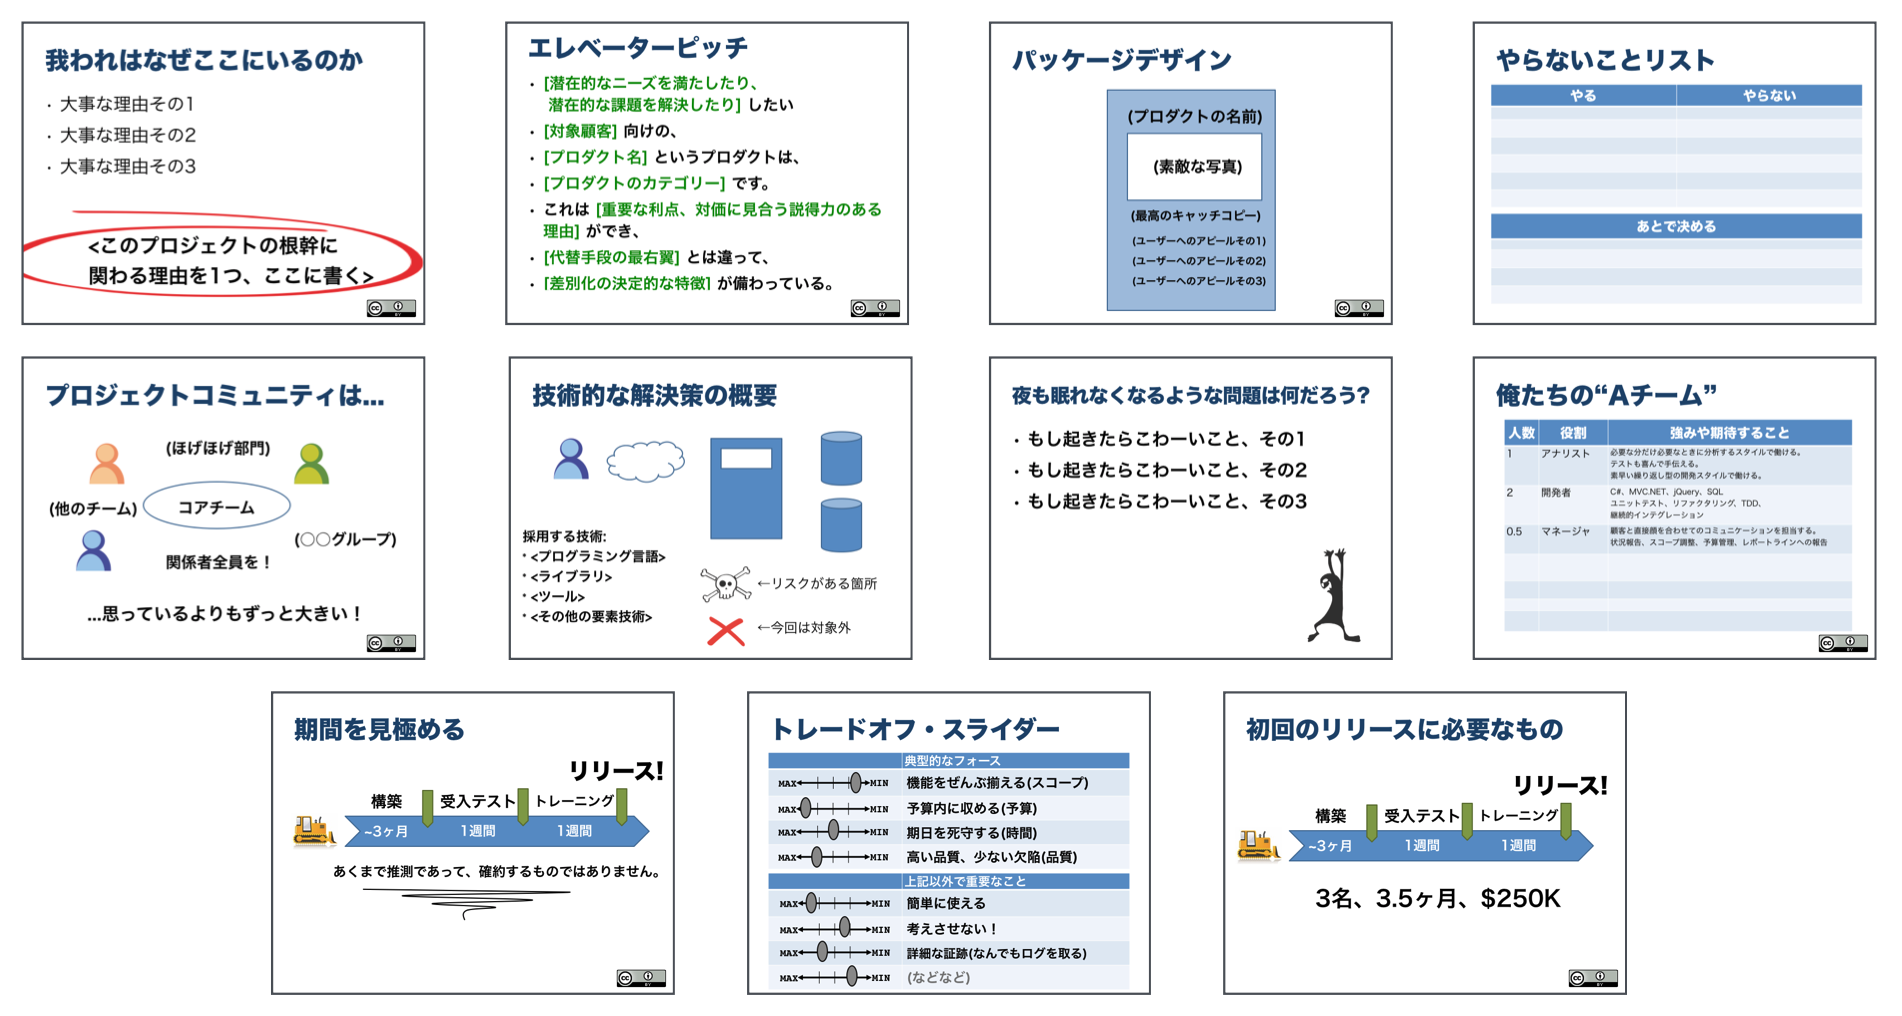 我われはなぜここにいるのか
・大事な理由その1
・大事な理由その2
・大事な理由その3
<このプロジェクトの根幹に
関わる理由を1つ、ここに書く>
cc BY
エレベーターピッチ
・[潜在的なニーズを満たしたり、
潜在的な課題を解決したり] したい
・[対象顧客] 向けの、
・[プロダクト名] というプロダクトは、
・[プロダクトのカテゴリー] です。
・これは [重要な利点、対価に見合う説得力のある
理由] ができ、
・[代替手段の最右翼] とは違って、
・[差別化の決定的な特徴] が備わっている。
cc BY
パッケージデザイン
(プロダクトの名前)
(素敵な写真)
(最高のキャッチコピー)
(ユーザーへのアピールその1)
(ユーザーへのアピールその2)
(ユーザーへのアピールその3)
cc BY
やらないことリスト
やる やらない
あとで決める
プロジェクトコミュニティは...
(ほげほげ部門)
(他のチーム)
コアチーム
(○○グループ)
関係者全員を！
...思っているよりもずっと大きい！
cc BY
技術的な解決策の概要
採用する技術:
・<プログラミング言語>
・<ライブラリ>
・<ツール>
・<その他の要素技術>
←リスクがある箇所
←今回は対象外
夜も眠れなくなるような問題は何だろう?
・もし起きたらこわーいこと、その1
・もし起きたらこわーいこと、その2
・もし起きたらこわーいこと、その3
俺たちの“Aチーム”
人数 役割 強みや期待すること
1 アナリスト 必要な分だけ必要なときに分析するスタイルで働ける。
テストも喜んで手伝える。
素早い繰り返し型の開発スタイルで働ける。
2 開発者 C#、MVC.NET、jQuery、SQL
ユニットテスト、リファクタリング、TDD、
継続的インテグレーション
0.5 マネージャ 顧客と直接顔を合わせてのコミュニケーションを担当する。
状況報告、スコープ調整、予算管理、レポートラインへの報告
cc BY
期間を見極める
リリース!
構築 受入テスト トレーニング
~3ヶ月 1週間 1週間
あくまで推測であって、確約するものではありません。
cc BY
トレードオフ・スライダー
典型的なフォース
MAX MIN 機能をぜんぶ揃える(スコープ)
MAX MIN 予算内に収める(予算)
MAX MIN 期日を死守する(時間)
MAX MIN 高い品質、少ない欠陥(品質)
上記以外で重要なこと
MAX MIN 簡単に使える
MAX MIN 考えさせない！
MAX MIN 詳細な証跡(なんでもログを取る)
MAX MIN (などなど)
初回のリリースに必要なもの
リリース!
構築 受入テスト トレーニング
~3ヶ月 1週間 1週間
3名、3.5ヶ月、$250K
cc BY